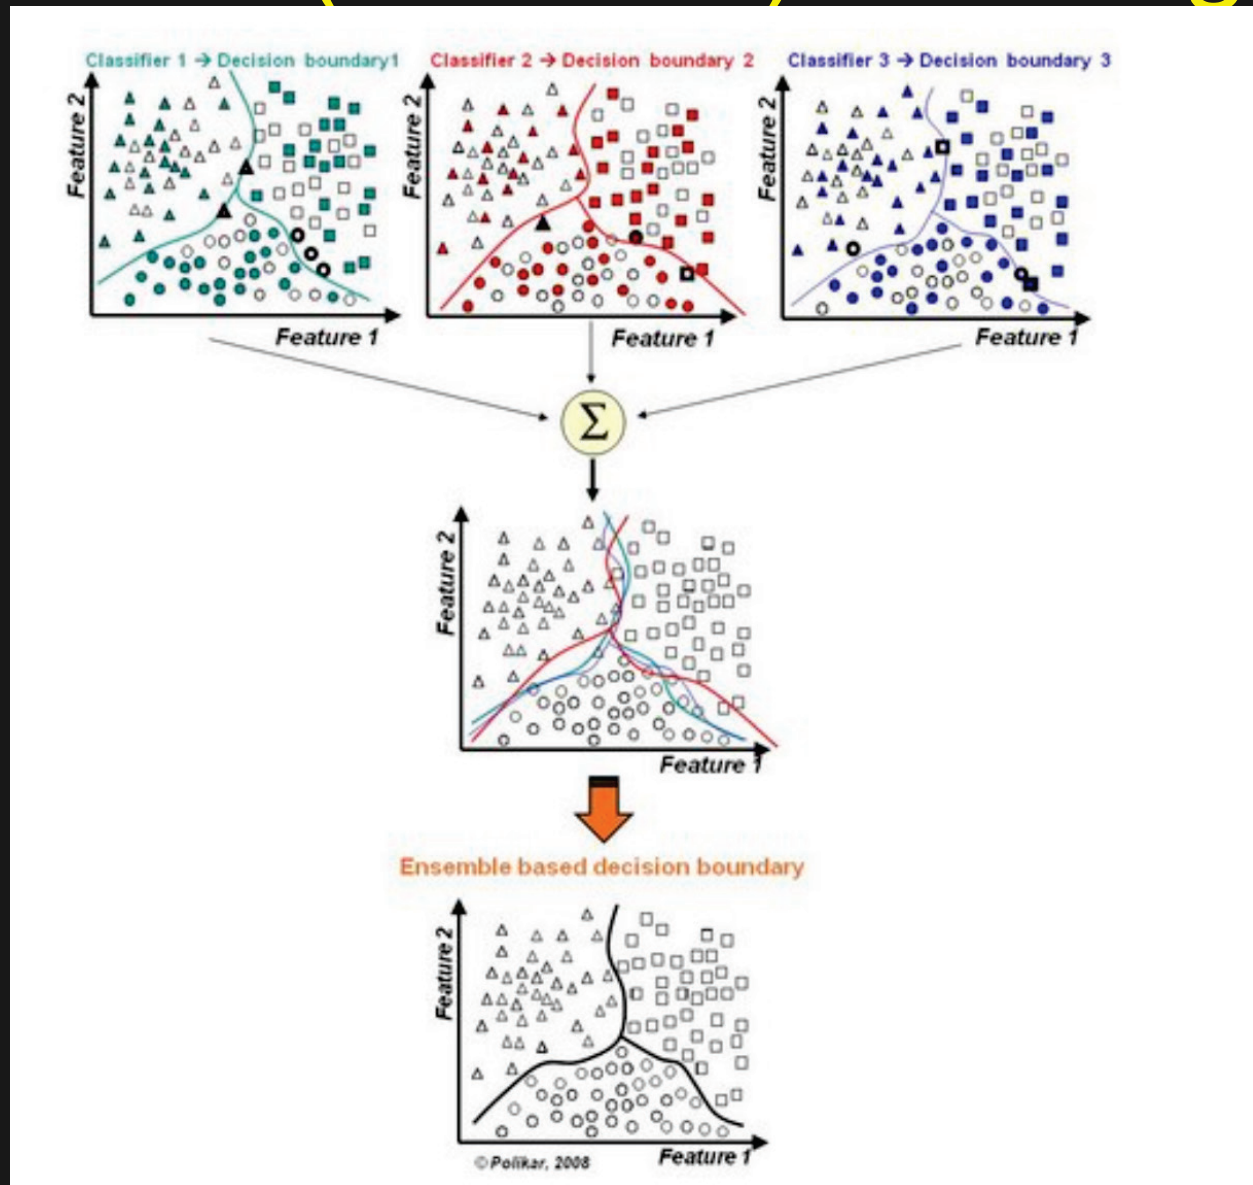 Classifier 1 → Decision boundary1
Classifier 2 → Decision boundary 2
Classifier 3 → Decision boundary 3
Feature 2
Feature 2
Feature 2
Feature 1
Feature 1
Feature 1
Σ
Feature 2
Feature 1
Ensemble based decision boundary
Feature 2
Feature 1
© Polikar, 2008